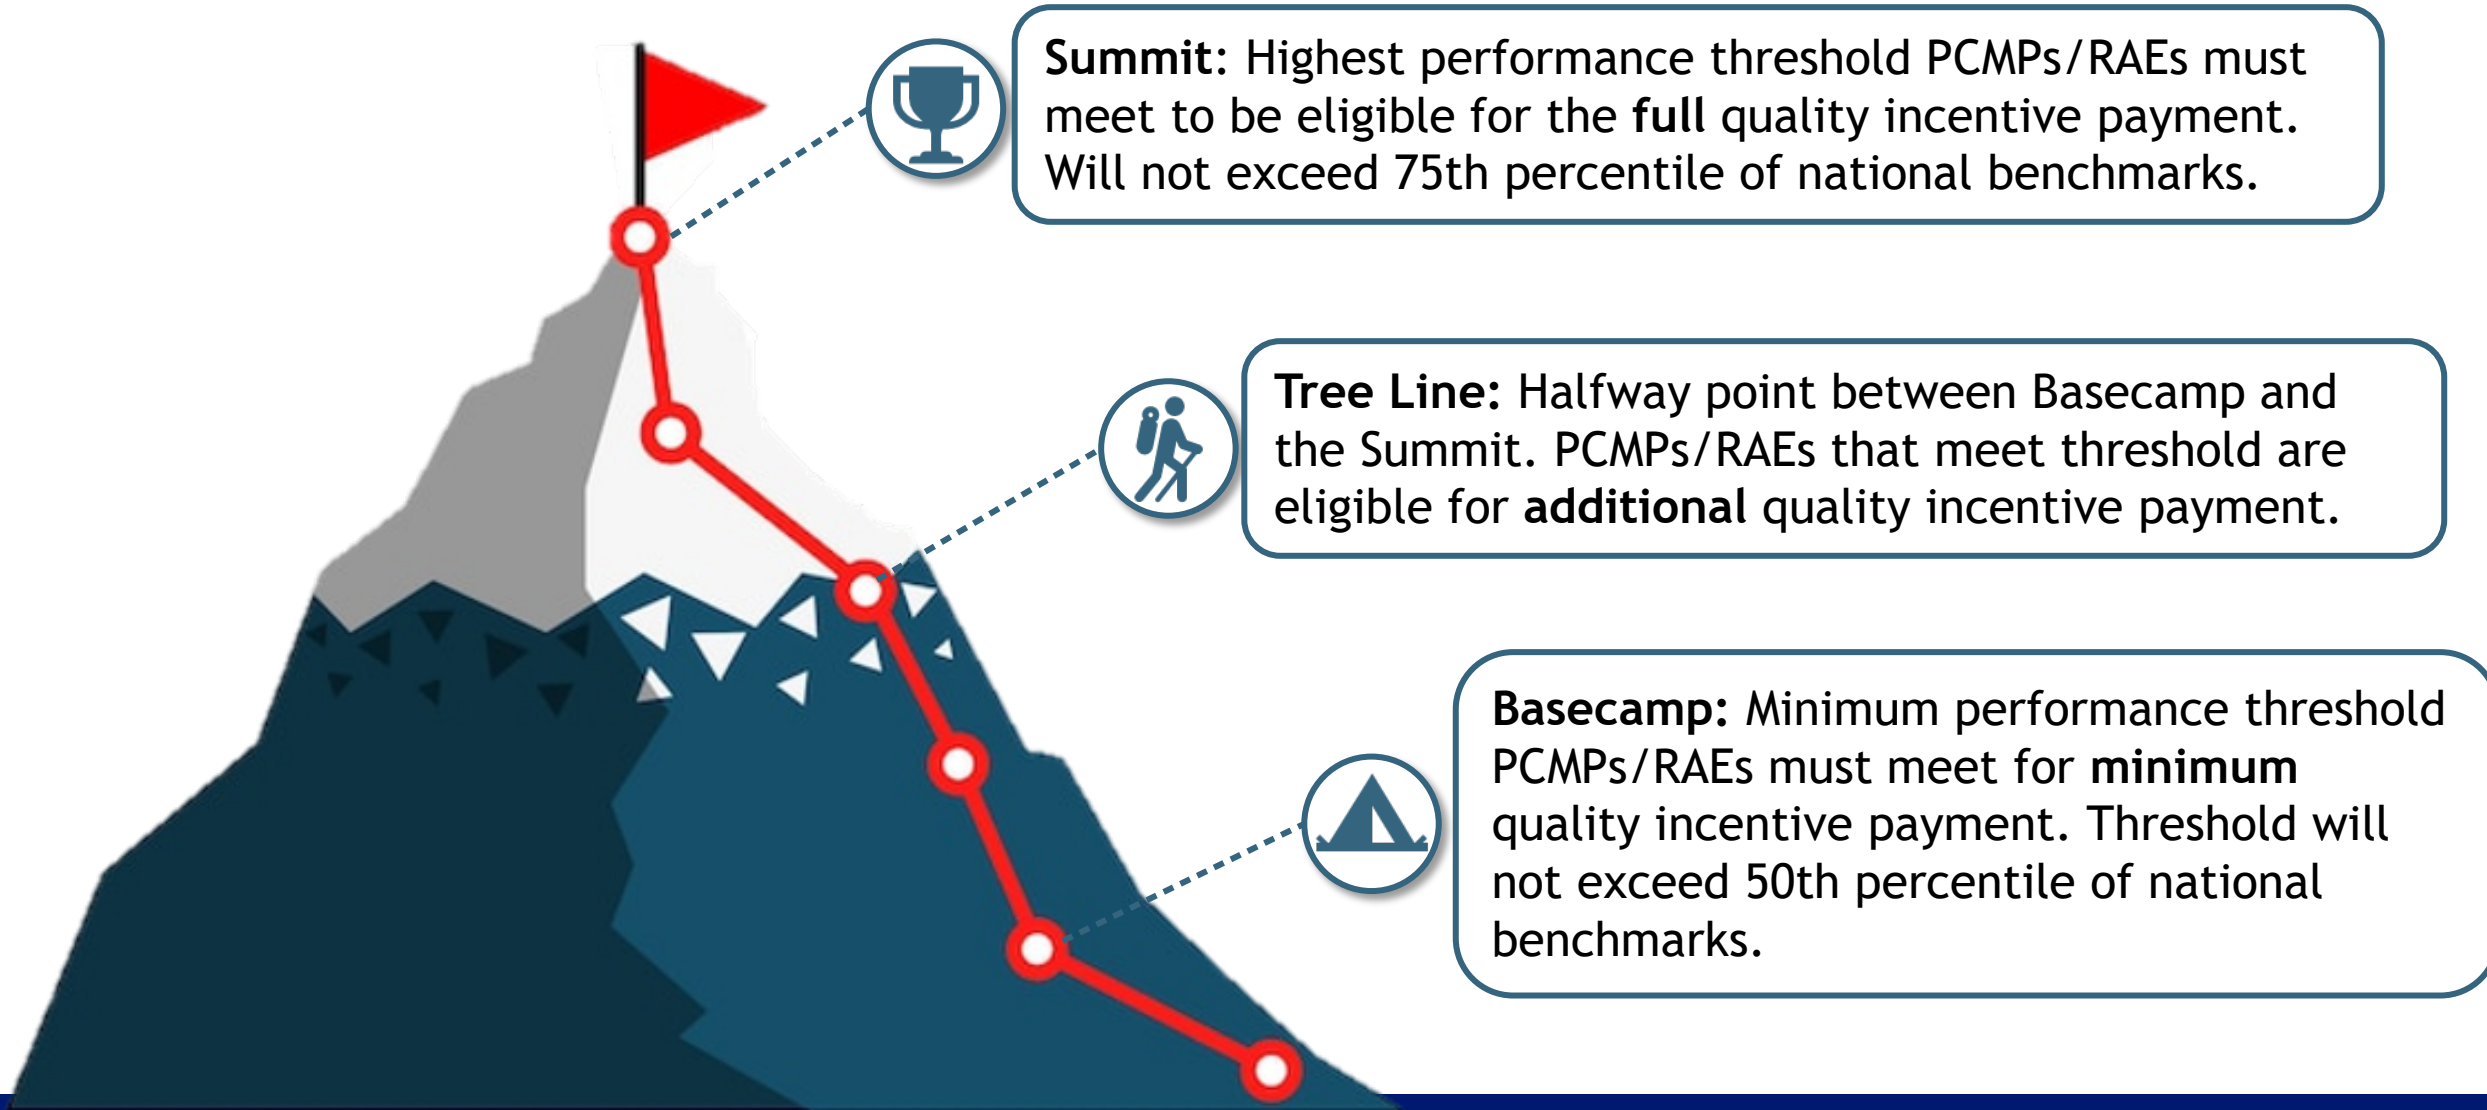 Summit: Highest performance threshold PCMPs/RAEs must
meet to be eligible for the full quality incentive payment.
Will not exceed 75th percentile of national benchmarks.
Tree Line: Halfway point between Basecamp and
the Summit. PCMPs/RAEs that meet threshold are
eligible for additional quality incentive payment.
Basecamp: Minimum performance threshold
PCMPs/RAEs must meet for minimum
quality incentive payment. Threshold will
not exceed 50th percentile of national
benchmarks.